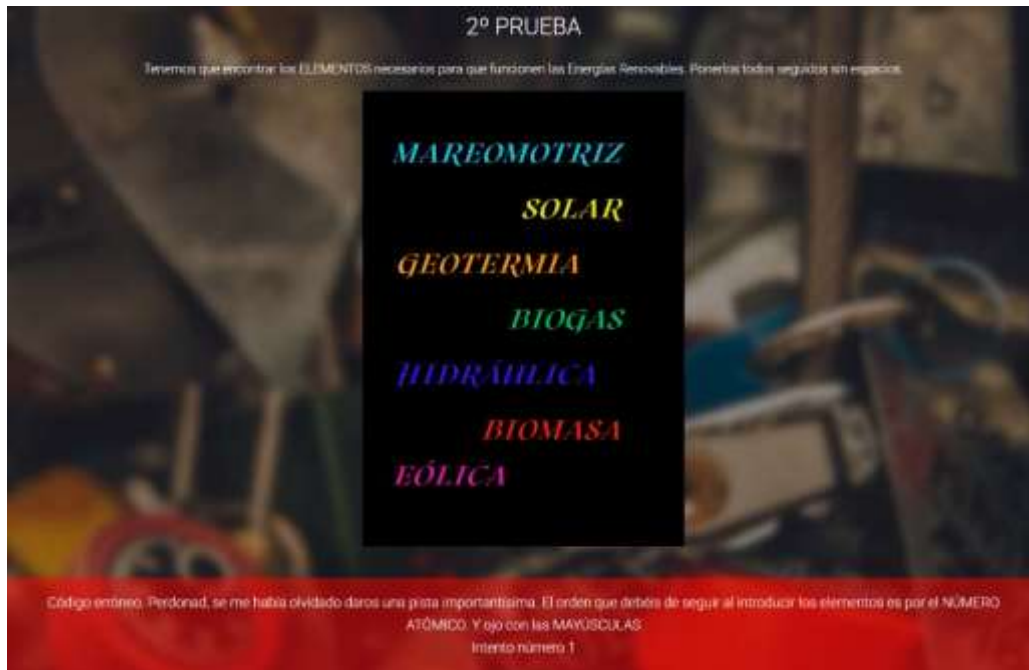 2º PRUEBA
Tenemos que encontrar los ELEMENTOS necesarios para que funcionen las Energías Renovables. Ponerlos todos seguidos sin espacios.
MAREOMOTRIZ
SOLAR
GEOTERMIA
BIOGAS
HIDRÁULICA
BIOMASA
EÓLICA
Código erróneo. Perdonad, se me había olvidado daros una pista importantísima. El orden que debéis de seguir al introducir los elementos es por el NÚMERO
ATÓMICO. Y ojo con las MAYÚSCULAS
Intento número 1